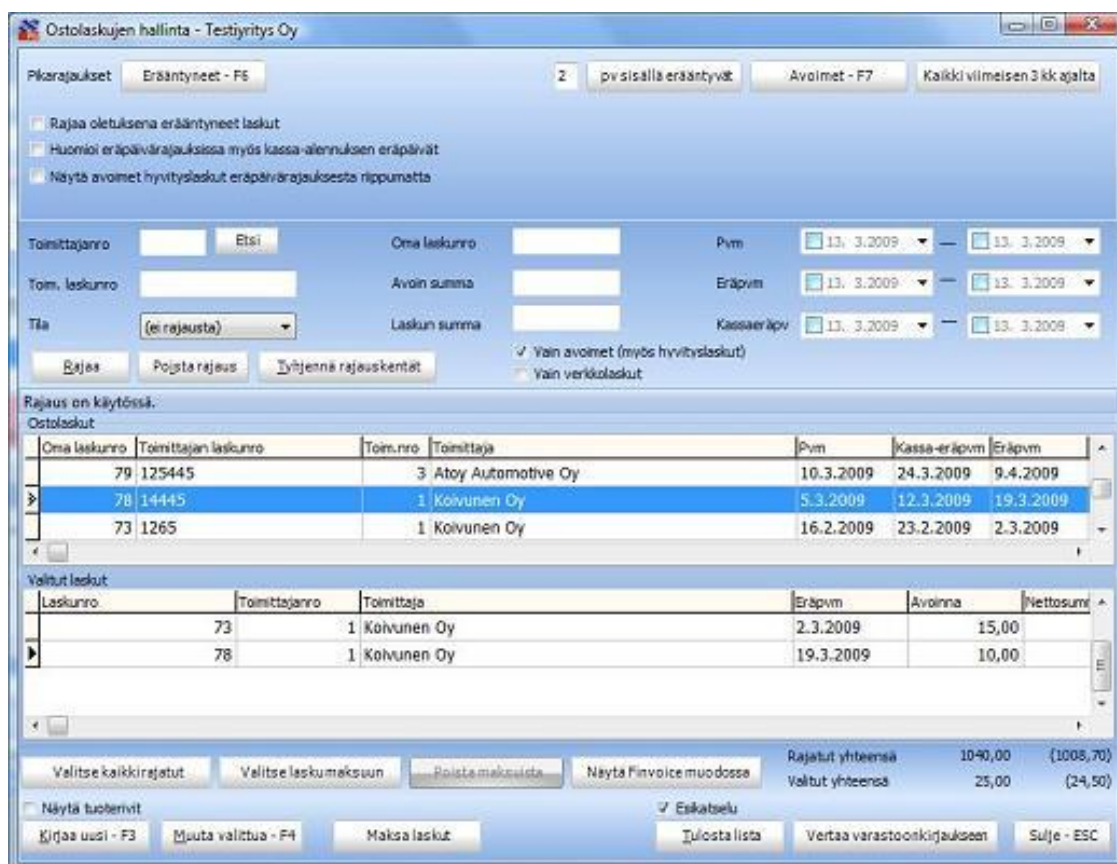 Ostolaskujen hallinta - Testiyritys Oy
Pikarajaukset Erääntyneet - F6 2 pv sisällä erääntyvät Avoimet - F7 Kaikki viimeisen 3 kk ajalta
Rajaa oletuksena erääntyneet laskut
Huomioi eräpäivärajauksissa myös kassa-alennuksen eräpäivät
Näytä avoimet hyvityslaskut eräpäivärajauksesta riippumatta
Toimittajanro Etsi Oma laskunro Pvm 13. 3.2009 — 13. 3.2009
Toim. laskunro Avoin summa Eräpvm 13. 3.2009 — 13. 3.2009
Tila (ei rajausta) Laskun summa Kassaeräpv 13. 3.2009 — 13. 3.2009
Vain avoimet (myös hyvityslaskut)
Rajaa Poista rajaus Tyhjennä rajauskentät Vain verkkolaskut
Rajaus on käytössä.
Ostolaskut
Oma laskunro Toimittajan laskunro Toim.nro Toimittaja Pvm Kassa-eräpvm Eräpvm
79 125445 3 Atoy Automotive Oy 10.3.2009 24.3.2009 9.4.2009
78 14445 1 Koivunen Oy 5.3.2009 12.3.2009 19.3.2009
73 1265 1 Koivunen Oy 16.2.2009 23.2.2009 2.3.2009
Valitut laskut
Laskunro Toimittajanro Toimittaja Eräpvm Avoinna Nettosumr
73 1 Koivunen Oy 2.3.2009 15,00
78 1 Koivunen Oy 19.3.2009 10,00
Rajatut yhteensä 1040,00 (1008,70)
Valitse kaikki rajatut Valitse lasku maksuun Poista maksuista Näytä Finvoice muodossa
Valitut yhteensä 25,00 (24,50)
Näytä tuoterivit Esikatselu
Kirjaa uusi - F3 Muuta valittua - F4 Maksa laskut Tulosta lista Vertaa varastoonkirjaukseen Sulje - ESC